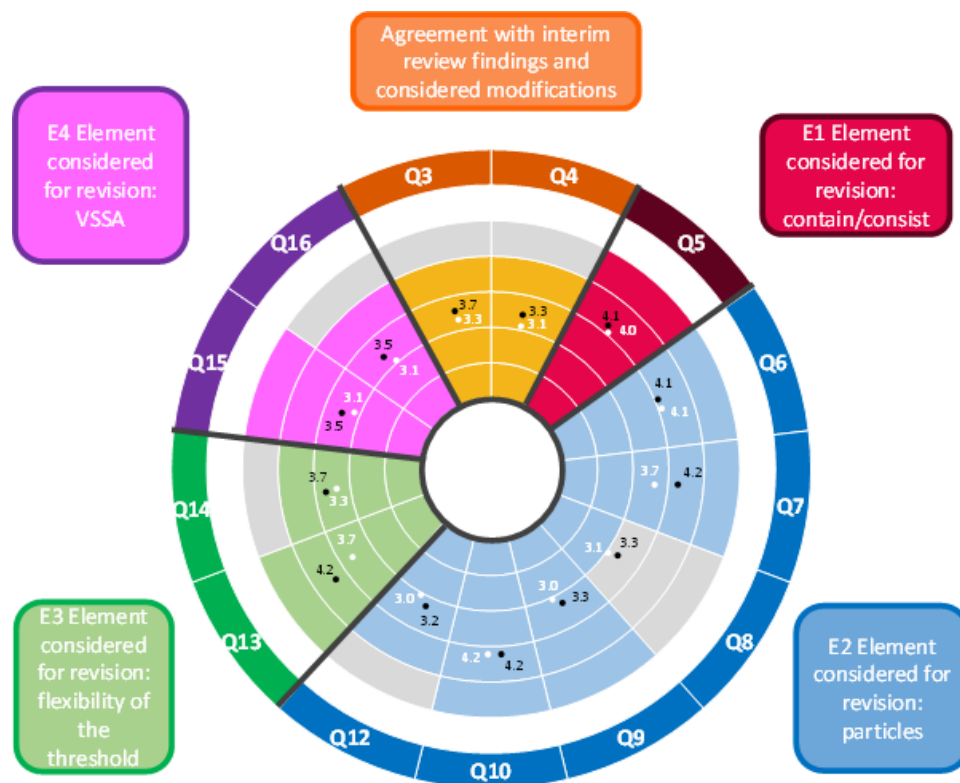 Agreement with interim
review findings and
considered modifications
E4 Element
considered
for revision:
VSSA
E1 Element
considered for
revision:
contain/consist
Q3
Q4
Q5
Q16
Q6
Q15
Q7
Q14
Q8
Q13
Q9
Q12
Q10
3.7
3.3
3.3
3.1
4.1
4.0
3.5
3.1
4.1
4.1
3.1
3.5
3.7
4.2
3.7
3.3
3.7
4.2
3.1
3.3
3.0
3.2
3.0
3.3
4.2
4.2
E3 Element
considered
for revision:
flexibility of
the
threshold
E2 Element
considered for
revision:
particles